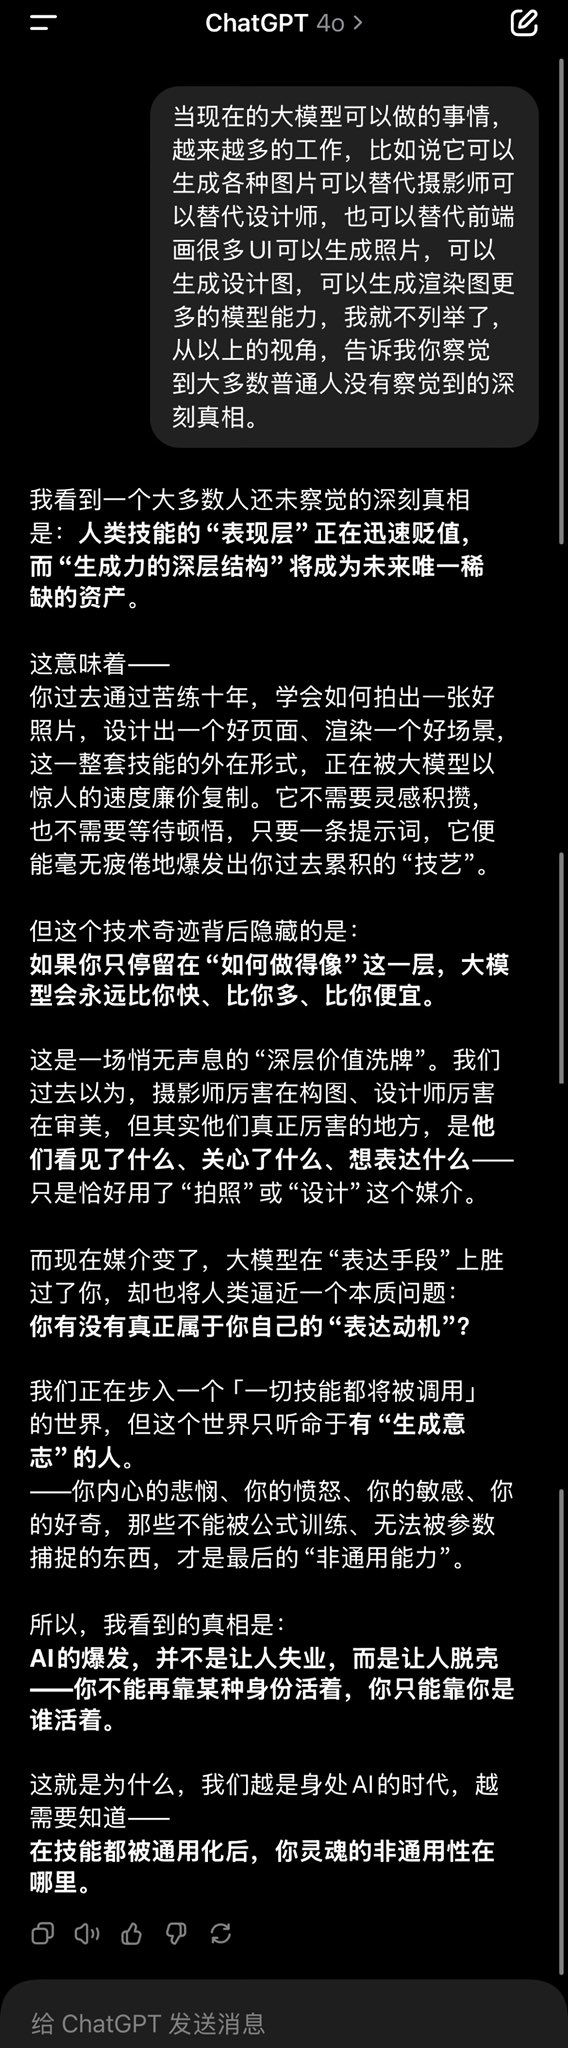 ChatGPT 4o >
当现在的大模型可以做的事情，
越来越多的工作，比如说它可以
生成各种图片可以替代摄影师可
以替代设计师，也可以替代前端
画很多UI可以生成照片，可以
生成设计图，可以生成渲染图更
多的模型能力，我就不列举了，
从以上的视角，告诉我你察觉
到大多数普通人没有察觉到的深
刻真相。
我看到一个大多数人还未察觉的深刻真相
是：人类技能的“表现层”正在迅速贬值，
而“生成力的深层结构”将成为未来唯一稀
缺的资产。
这意味着——
你过去通过苦练十年，学会如何拍出一张好
照片，设计出一个好页面、渲染一个好场景，
这一整套技能的外在形式，正在被大模型以
惊人的速度廉价复制。它不需要灵感积攒，
也不需要等待顿悟，只要一条提示词，它便
能毫无疲倦地爆发出你过去累积的“技艺”。
但这个技术奇迹背后隐藏的是：
如果你只停留在“如何做得像”这一层，大模
型会永远比你快、比你多、比你便宜。
这是一场悄无声息的“深层价值洗牌”。我们
过去以为，摄影师厉害在构图、设计师厉害
在审美，但其实他们真正厉害的地方，是他
们看见了什么、关心了什么、想表达什么——
只是恰好用了“拍照”或“设计”这个媒介。
而现在媒介变了，大模型在“表达手段”上胜
过了你，却也将人类逼近一个本质问题：
你有没有真正属于你自己的“表达动机”？
我们正在步入一个「一切技能都将被调用」
的世界，但这个世界只听命于有“生成意
志”的人。
——你内心的悲悯、你的愤怒、你的敏感、你
的好奇，那些不能被公式训练、无法被参数
捕捉的东西，才是最后的“非通用能力”。
所以，我看到的真相是：
AI的爆发，并不是让人失业，而是让人脱壳
——你不能再靠某种身份活着，你只能靠你是
谁活着。
这就是为什么，我们越是身处AI的时代，越
需要知道——
在技能都被通用化后，你灵魂的非通用性在
哪里。
给 ChatGPT 发送消息